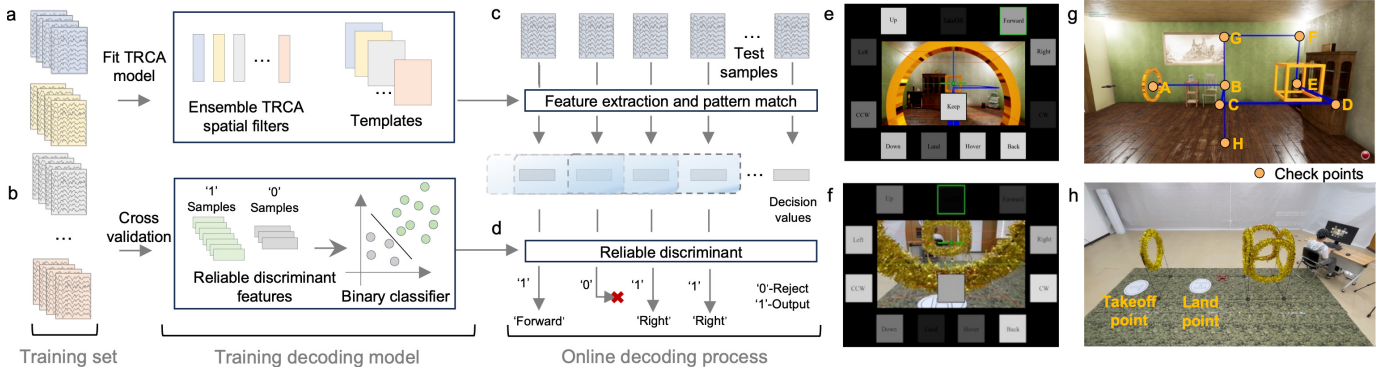 a
Fit TRCA
model
Ensemble TRCA
spatial filters
...
Templates
...
b
...
Cross
validation
'1'
Samples
'0'
Samples
Reliable discriminant
features
Binary classifier
Training set
Training decoding model
c
...
Test
samples
Feature extraction and pattern match
...
Decision
values
d
Reliable discriminant
'1'
'0'
'1'
'1'
'0'-Reject
'1'-Output
'Forward'
'Right'
'Right'
Online decoding process
e
Up
Takeoff
Forward
Left
Right
Keep
CCW
CW
Down
Land
Hover
Back
f
Up
Forward
Left
Right
CCW
CW
Down
Land
Hover
Back
g
G
F
A
B
E
C
D
H
Check points
h
Takeoff
point
Land
point